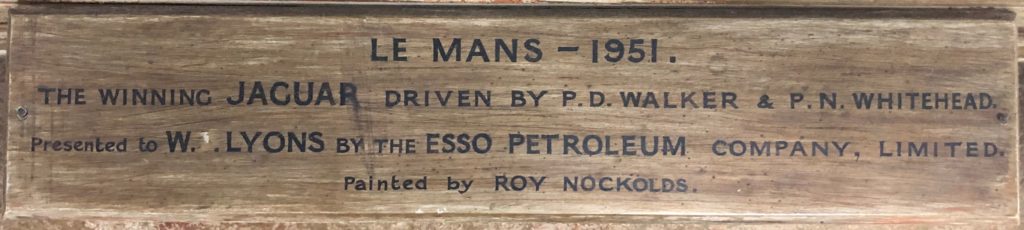 LE MANS – 1951.
THE WINNING JAGUAR DRIVEN BY P.D. WALKER & P.N. WHITEHEAD.
Presented to W. . LYONS BY THE ESSO PETROLEUM COMPANY, LIMITED.
Painted by ROY NOCKOLDS.